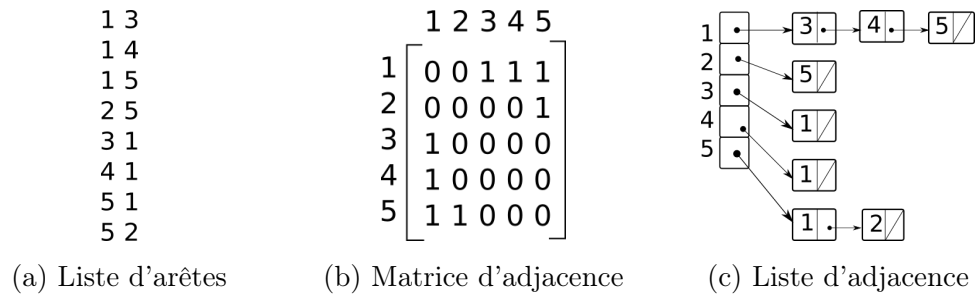 1 3
1 4
1 5
2 5
3 1
4 1
5 1
5 2
(a) Liste d'arêtes
1 2 3 4 5
1 0 0 1 1 1
2 0 0 0 0 1
3 1 0 0 0 0
4 1 0 0 0 0
5 1 1 0 0 0
(b) Matrice d'adjacence
1 3 4 5
2 5
3 1
4 1
5 1 2
(c) Liste d'adjacence